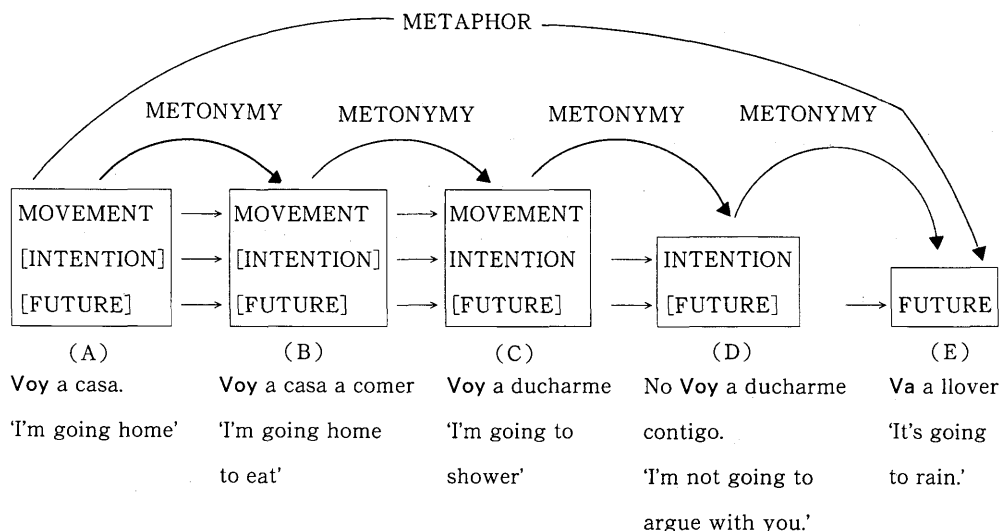 METAPHOR
METONYMY METONYMY METONYMY METONYMY
MOVEMENT MOVEMENT MOVEMENT
[INTENTION] [INTENTION] INTENTION INTENTION
[FUTURE] [FUTURE] [FUTURE] [FUTURE] FUTURE
(A) (B) (C) (D) (E)
Voy a casa.
'I'm going home'
Voy a casa a comer
'I'm going home
to eat'
Voy a ducharme
'I'm going to
shower'
No Voy a ducharme
contigo.
'I'm not going to
argue with you.'
Va a llover
'It's going
to rain.'